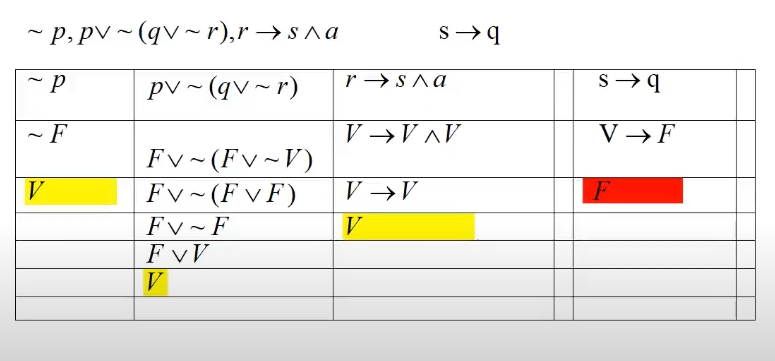 ~ p, p∨ ~ (q∨ ~ r), r → s ∧ a    s → q
~ p    p∨ ~ (q∨ ~ r)    r → s ∧ a    s → q
~ F    F∨ ~ (F∨ ~ V)    V → V ∧ V    V → F
V    F∨ ~ (F ∨ F)    V → V    F
F∨ ~ F    V
F ∨ V
V